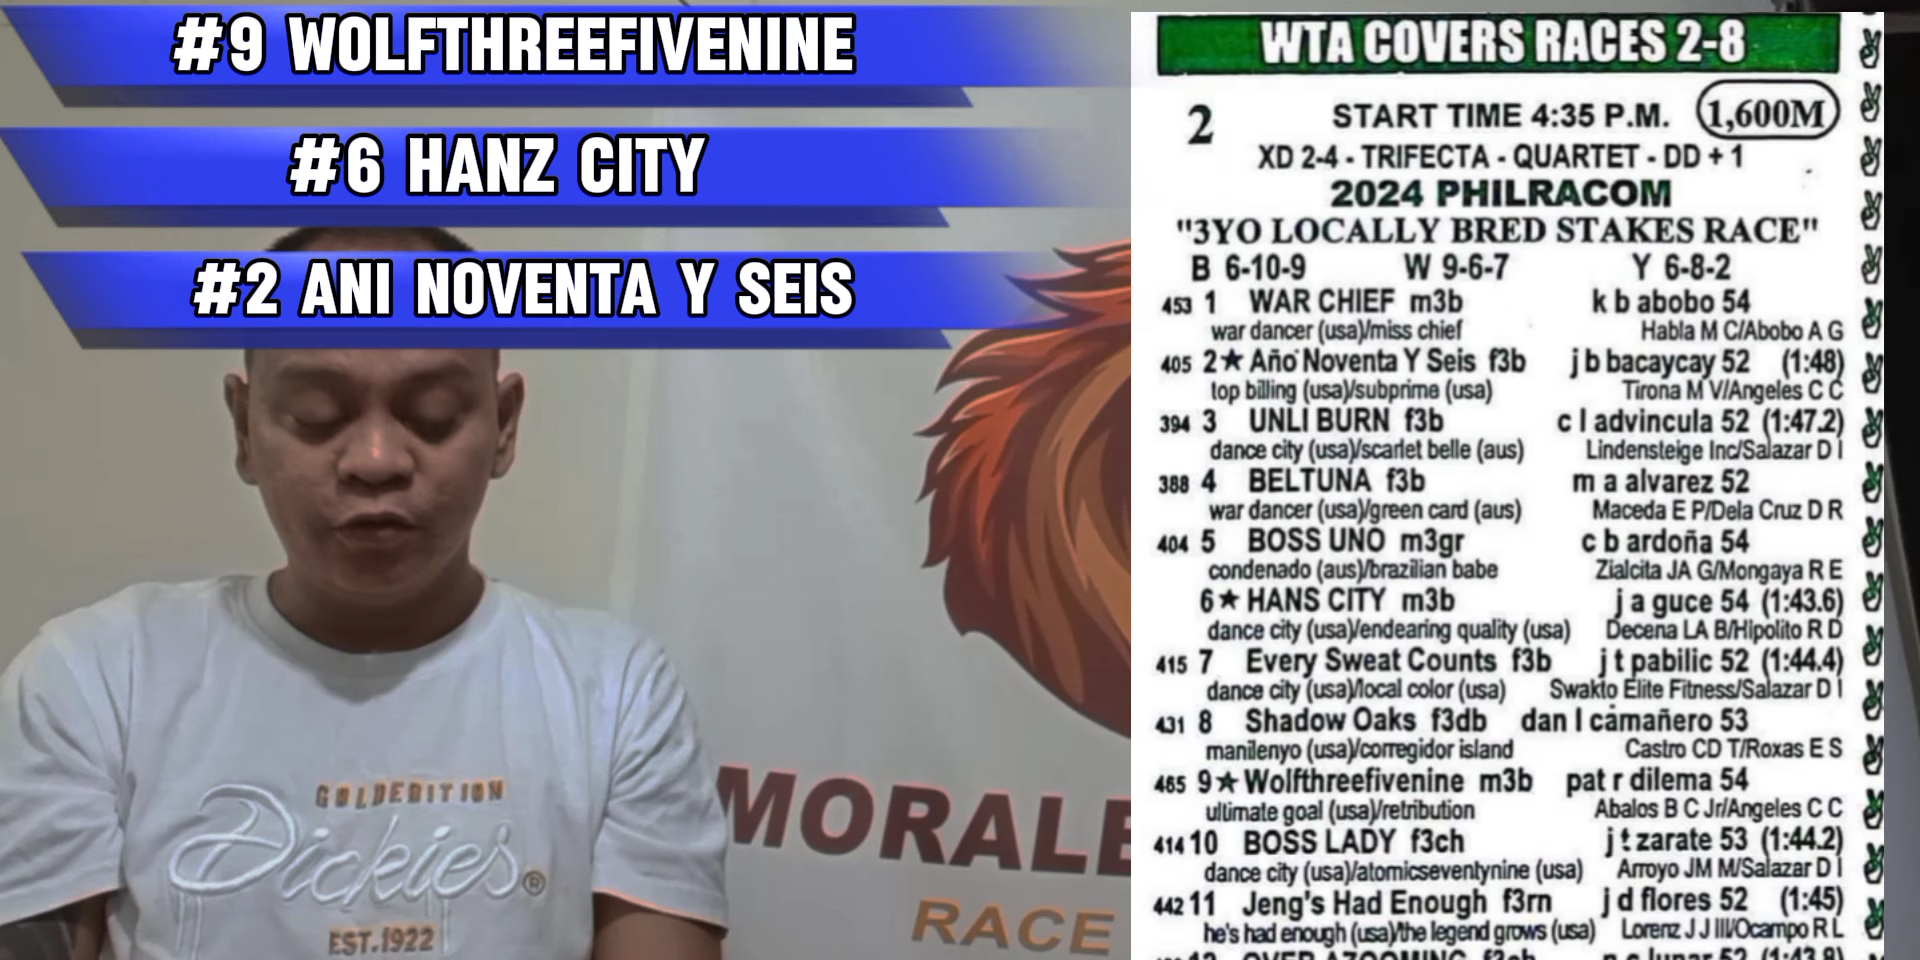 #9 WOLFTHREEFIVENINE
#6 HANZ CITY
#2 ANI NOVENTA Y SEIS
GOLDEDITION
Dickies®
EST.1922
MORALE
RACE
WTA COVERS RACES 2-8
2 START TIME 4:35 P.M. 1,600M
XD 2-4 - TRIFECTA - QUARTET - DD + 1
2024 PHILRACOM
"3YO LOCALLY BRED STAKES RACE"
B 6-10-9 W 9-6-7 Y 6-8-2
453 1 WAR CHIEF m3b k b abobo 54
war dancer (usa)/miss chief Habla M C/Abobo A G
405 2★ Año Noventa Y Seis f3b j b bacaycay 52 (1:48)
top billing (usa)/subprime (usa) Tirona M V/Angeles C C
394 3 UNLI BURN f3b c l advincula 52 (1:47.2)
dance city (usa)/scarlet belle (aus) Lindensteige Inc/Salazar D I
388 4 BELTUNA f3b m a alvarez 52
war dancer (usa)/green card (aus) Maceda E P/Dela Cruz D R
404 5 BOSS UNO m3gr c b ardoña 54
condenado (aus)/brazilian babe Zialcita JA G/Mongaya R E
6★ HANS CITY m3b j a guce 54 (1:43.6)
dance city (usa)/endearing quality (usa) Decena LA B/Hipolito R D
415 7 Every Sweat Counts f3b j t pabilic 52 (1:44.4)
dance city (usa)/local color (usa) Swakto Elite Fitness/Salazar D I
431 8 Shadow Oaks f3db dan l camañero 53
manilenyo (usa)/corregidor island Castro CD T/Roxas E S
465 9★ Wolfthreefivenine m3b pat r dilema 54
ultimate goal (usa)/retribution Abalos B C Jr/Angeles C C
414 10 BOSS LADY f3ch j t zarate 53 (1:44.2)
dance city (usa)/atomicseventynine (usa) Arroyo JM M/Salazar D I
442 11 Jeng's Had Enough f3rn j d flores 52 (1:45)
he's had enough (usa)/the legend grows (usa) Lorenz J J III/Ocampo R L
12 OVER AZOOMING f3ch 52 (1:43.8)